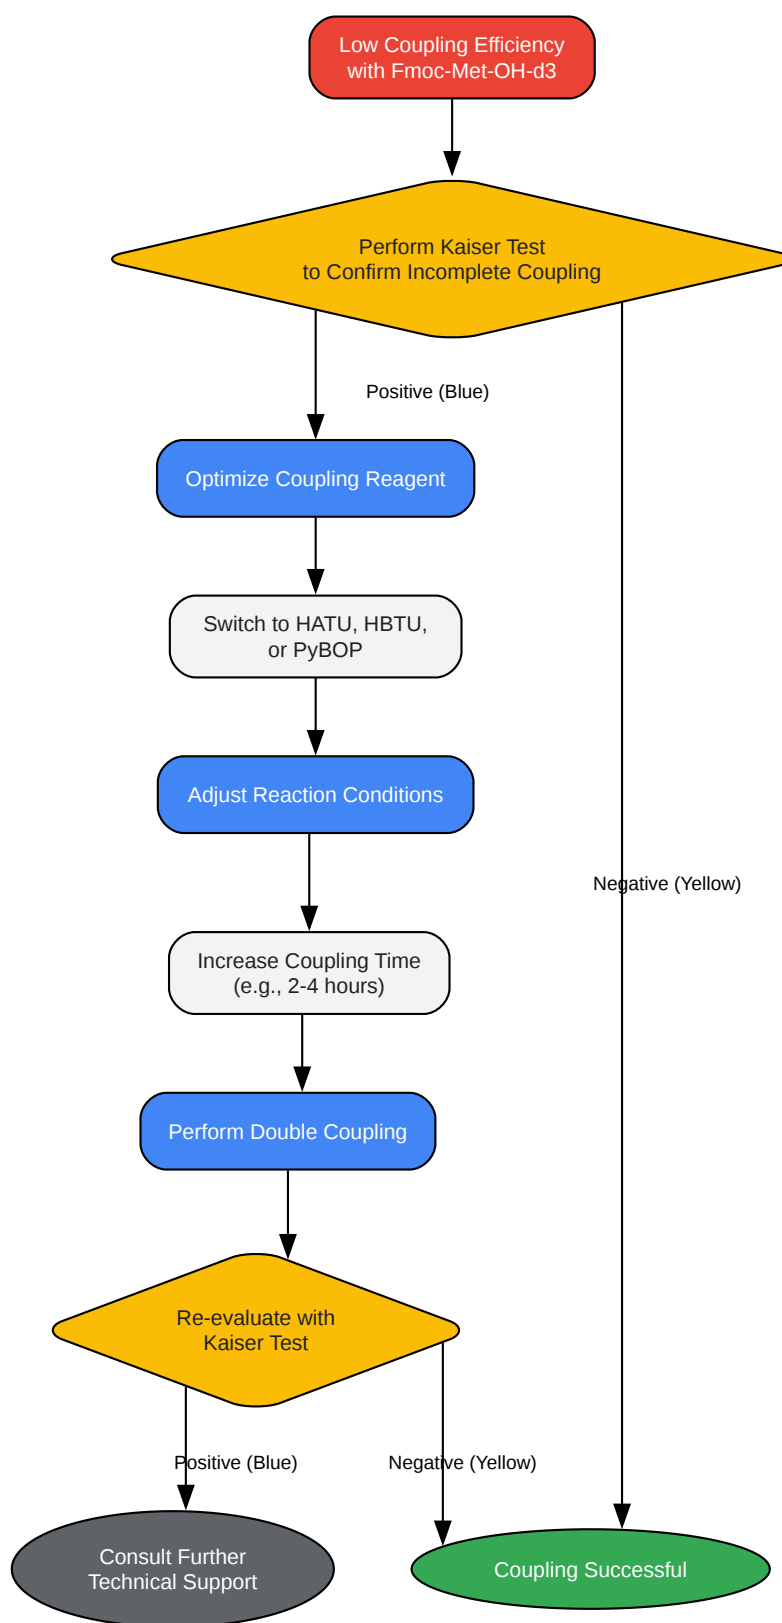 Low Coupling Efficiency
with Fmoc-Met-OH-d3
Perform Kaiser Test
to Confirm Incomplete Coupling
Positive (Blue)
Optimize Coupling Reagent
Switch to HATU, HBTU,
or PyBOP
Adjust Reaction Conditions
Negative (Yellow)
Increase Coupling Time
(e.g., 2-4 hours)
Perform Double Coupling
Re-evaluate with
Kaiser Test
Positive (Blue)
Negative (Yellow)
Consult Further
Technical Support
Coupling Successful